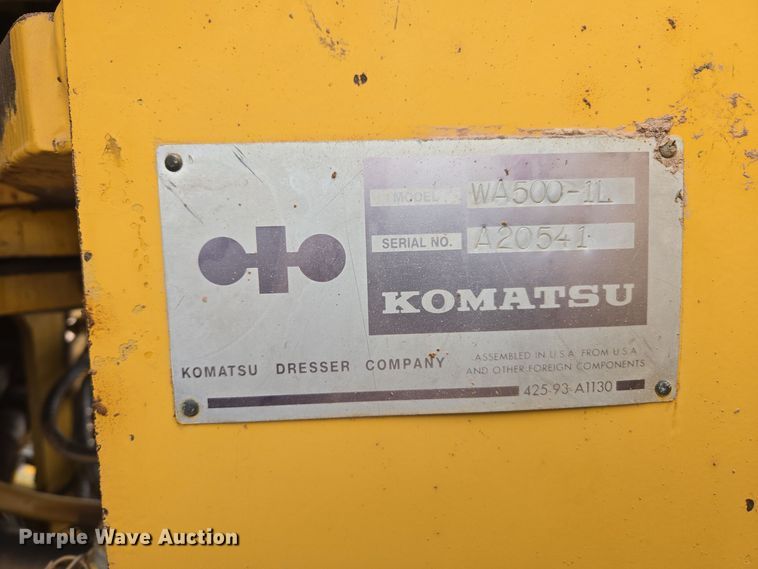 MODEL WA500-1L
SERIAL NO. A20541
KOMATSU
KOMATSU DRESSER COMPANY
ASSEMBLED IN U.S.A. FROM U.S.A.
AND OTHER FOREIGN COMPONENTS
425-93-A1130
Purple Wave Auction